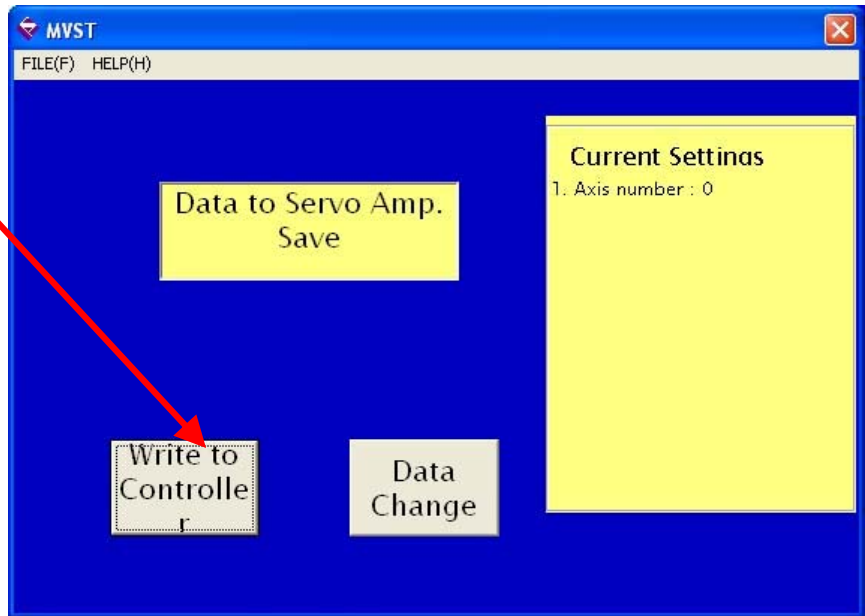 MVST
FILE(F) HELP(H)
Data to Servo Amp.
Save
Current Settings
1. Axis number : 0
Write to
Controlle
r
Data
Change